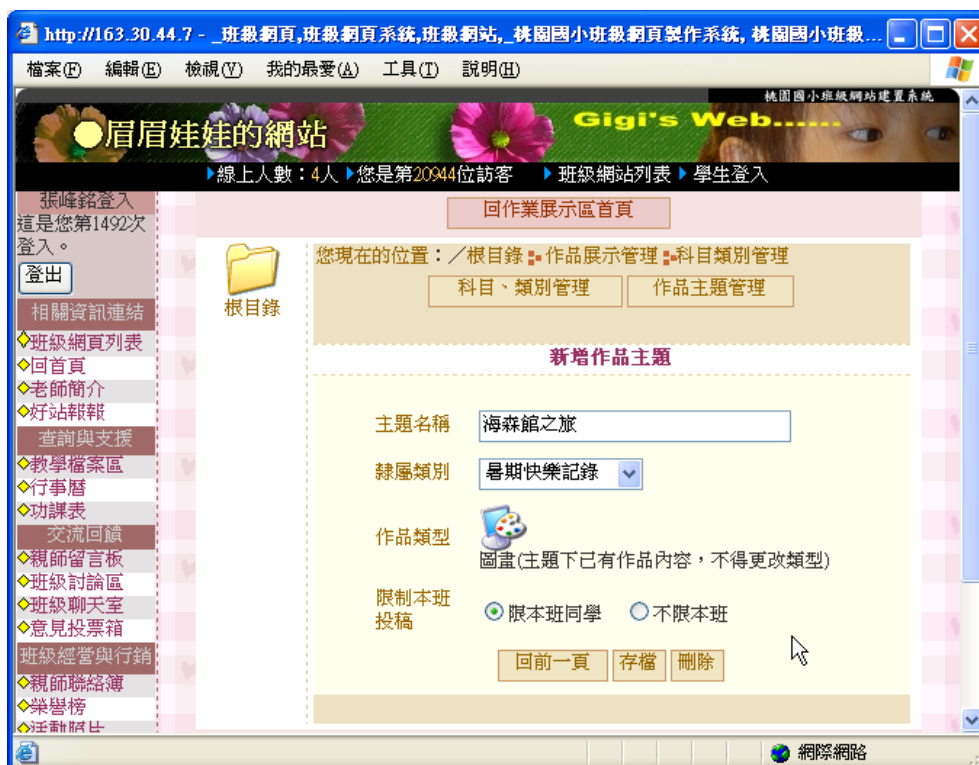 http://163.30.44.7 - _班級網頁,班級網頁系統,班級網站,_桃園國小班級網頁製作系統, 桃園國小班級...
檔案(F) 編輯(E) 檢視(V) 我的最愛(A) 工具(T) 說明(H)
桃園國小班級網站建置系統
眉眉娃娃的網站 Gigi's Web......
線上人數：4人 您是第20944位訪客 班級網站列表 學生登入
張峰銘登入
這是您第1492次
登入。
登出
相關資訊連結
班級網頁列表
回首頁
老師簡介
好站報報
查詢與支援
教學檔案區
行事曆
功課表
交流回饋
親師留言板
班級討論區
班級聊天室
意見投票箱
班級經營與行銷
親師聯絡簿
榮譽榜
活動照片
回作業展示區首頁
根目錄
您現在的位置：／根目錄 作品展示管理 科目類別管理
科目、類別管理 作品主題管理
新增作品主題
主題名稱 海森館之旅
隸屬類別 暑期快樂記錄
作品類型
圖畫(主題下已有作品內容，不得更改類型)
限制本班
投稿
限本班同學 不限本班
回前一頁 存檔 刪除
網際網路